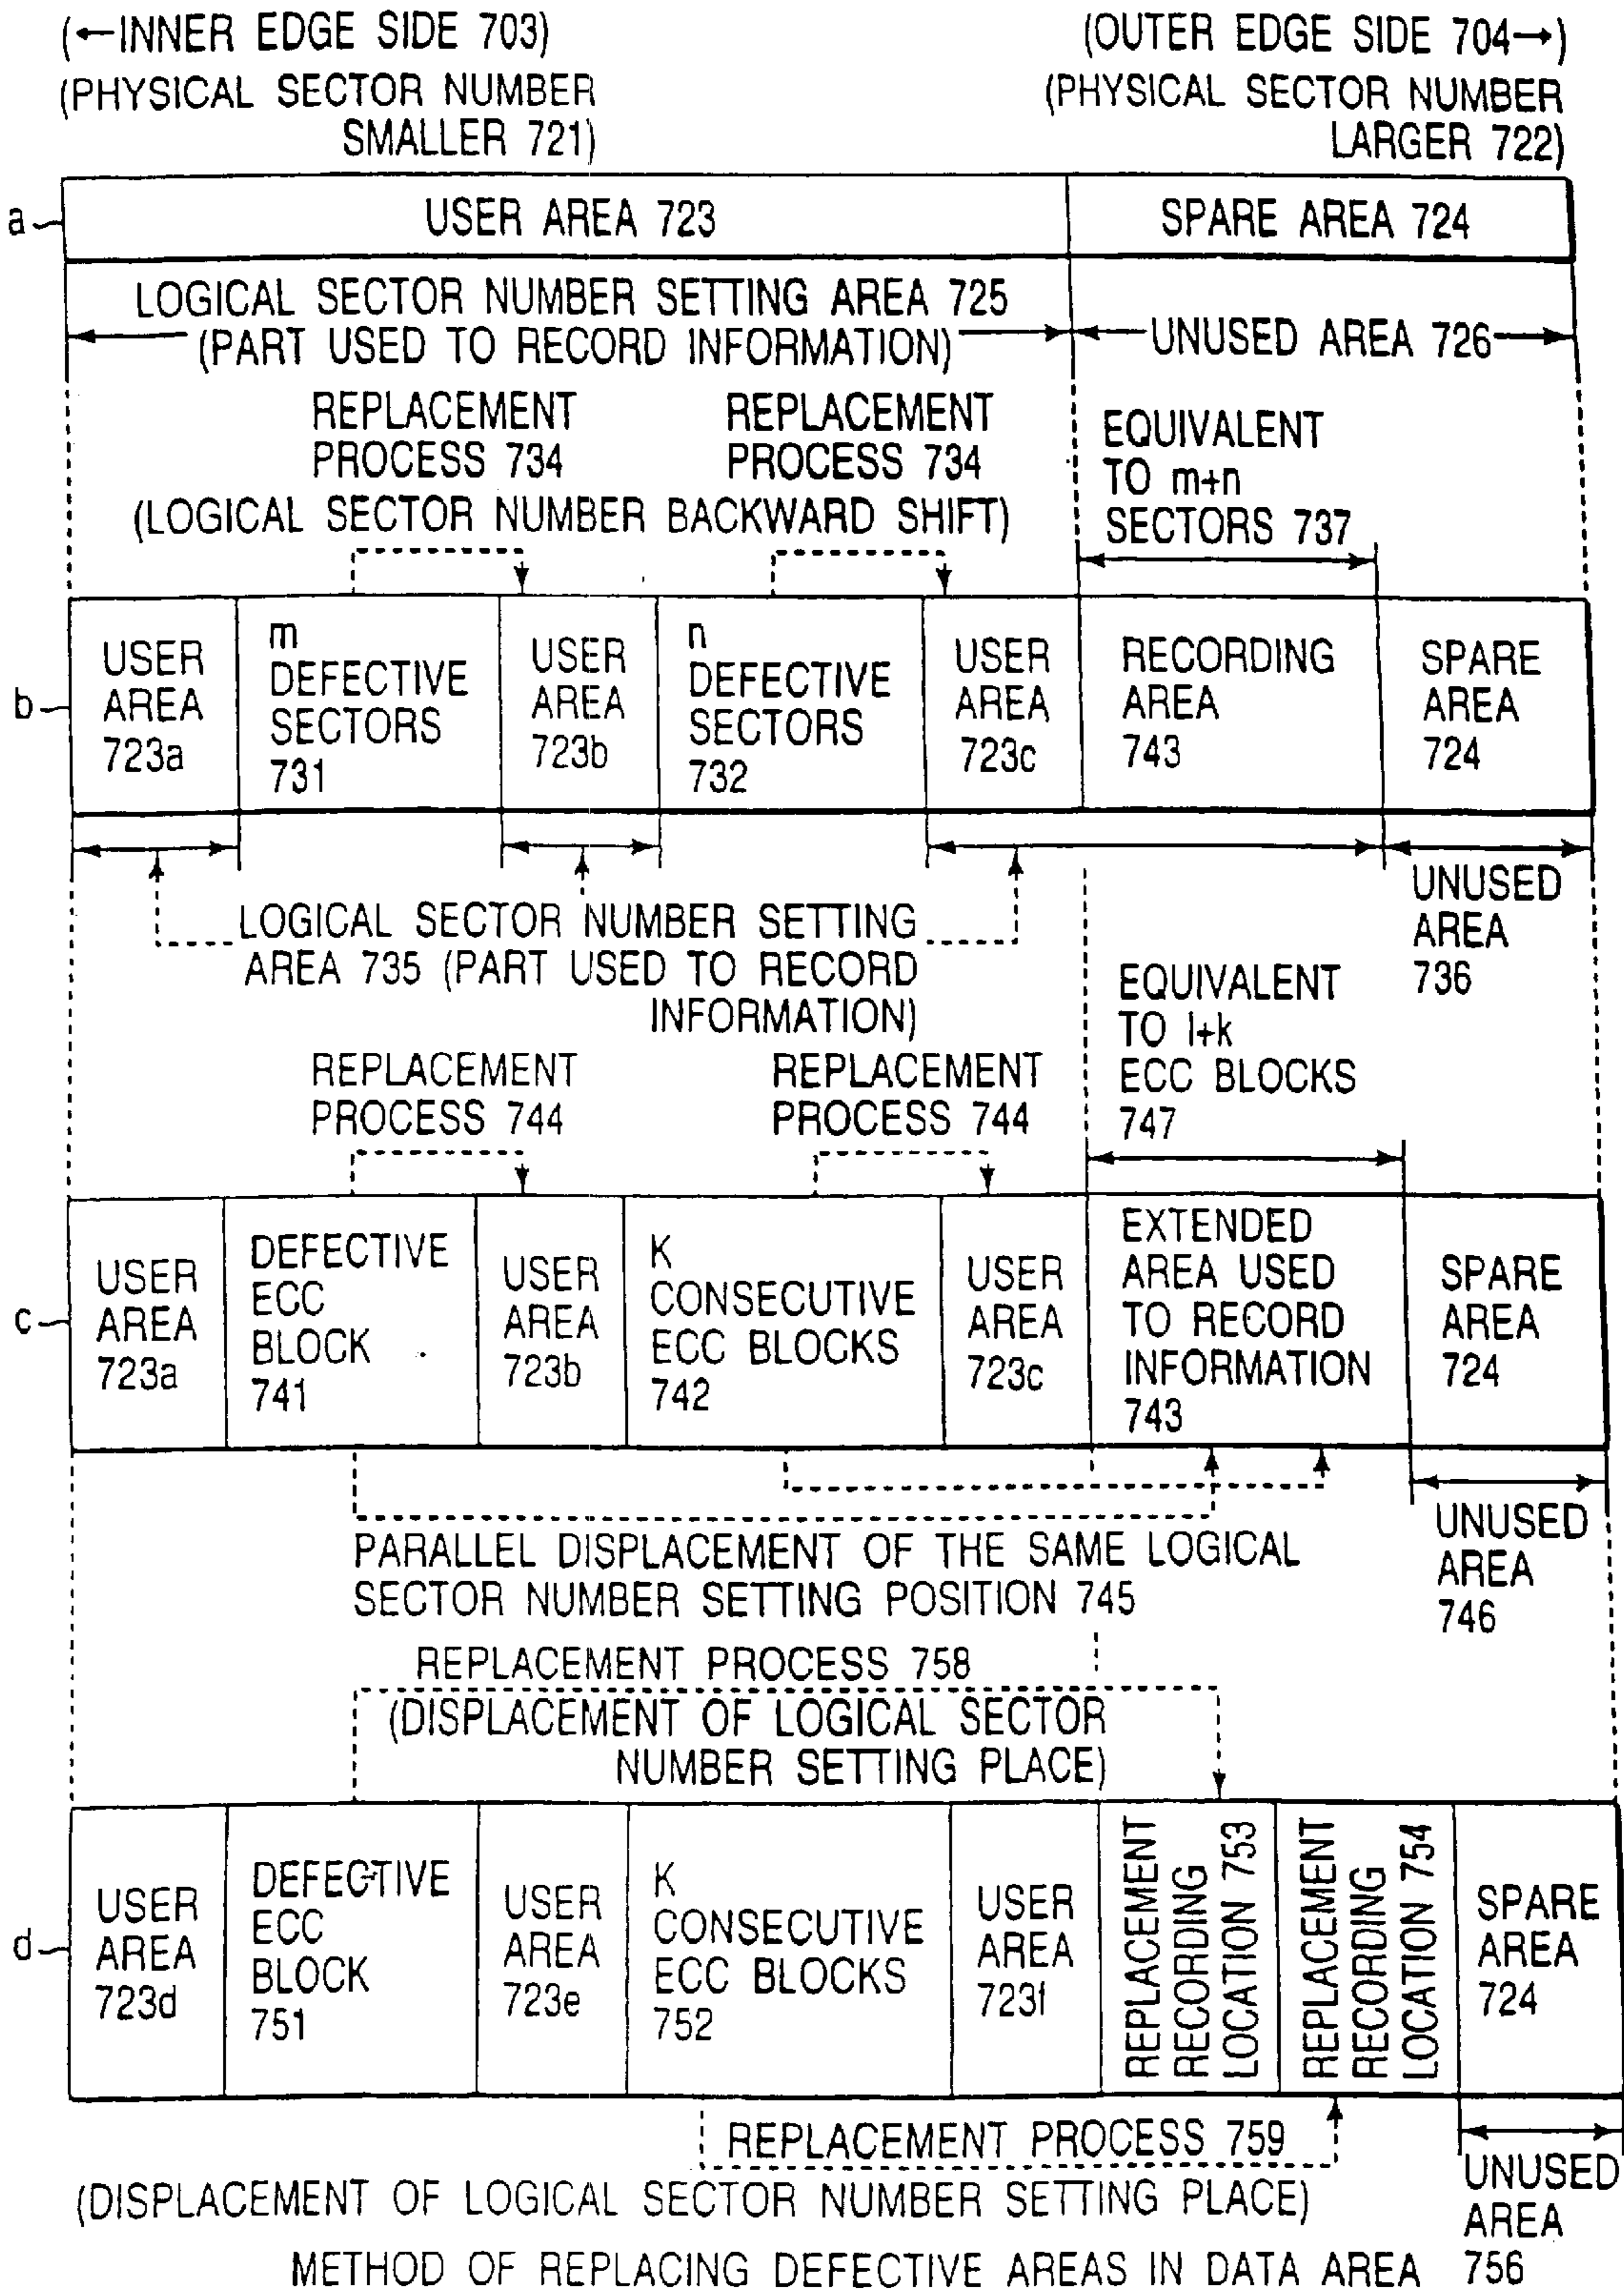 (←INNER EDGE SIDE 703)
(OUTER EDGE SIDE 704→)
(PHYSICAL SECTOR NUMBER
SMALLER 721)
(PHYSICAL SECTOR NUMBER
LARGER 722)
a
USER AREA 723
SPARE AREA 724
LOGICAL SECTOR NUMBER SETTING AREA 725
(PART USED TO RECORD INFORMATION)
UNUSED AREA 726
REPLACEMENT
PROCESS 734
REPLACEMENT
PROCESS 734
(LOGICAL SECTOR NUMBER BACKWARD SHIFT)
EQUIVALENT
TO m+n
SECTORS 737
b
USER
AREA
723a
m
DEFECTIVE
SECTORS
731
USER
AREA
723b
n
DEFECTIVE
SECTORS
732
USER
AREA
723c
RECORDING
AREA
743
SPARE
AREA
724
LOGICAL SECTOR NUMBER SETTING
AREA 735 (PART USED TO RECORD
INFORMATION)
UNUSED
AREA
736
REPLACEMENT
PROCESS 744
REPLACEMENT
PROCESS 744
EQUIVALENT
TO l+k
ECC BLOCKS
747
c
USER
AREA
723a
DEFECTIVE
ECC
BLOCK
741
USER
AREA
723b
K
CONSECUTIVE
ECC BLOCKS
742
USER
AREA
723c
EXTENDED
AREA USED
TO RECORD
INFORMATION
743
SPARE
AREA
724
PARALLEL DISPLACEMENT OF THE SAME LOGICAL
SECTOR NUMBER SETTING POSITION 745
UNUSED
AREA
746
REPLACEMENT PROCESS 758
(DISPLACEMENT OF LOGICAL SECTOR
NUMBER SETTING PLACE)
d
USER
AREA
723d
DEFECTIVE
ECC
BLOCK
751
USER
AREA
723e
K
CONSECUTIVE
ECC BLOCKS
752
USER
AREA
723f
REPLACEMENT
RECORDING
LOCATION 753
REPLACEMENT
RECORDING
LOCATION 754
SPARE
AREA
724
REPLACEMENT PROCESS 759
(DISPLACEMENT OF LOGICAL SECTOR NUMBER SETTING PLACE)
UNUSED
AREA
756
METHOD OF REPLACING DEFECTIVE AREAS IN DATA AREA